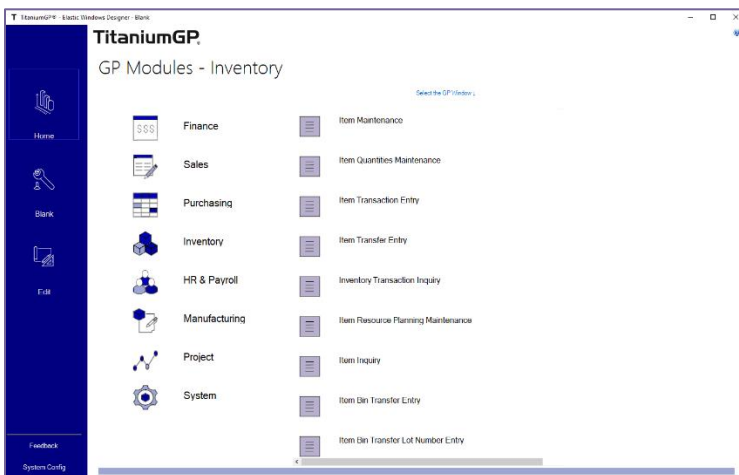 TitaniumGP® - Elastic Windows Designer - Blank
TitaniumGP®
GP Modules - Inventory
Select the GP Window ↓
Home
Blank
Edit
Feedback
System Config
$$$
Finance
Sales
Purchasing
Inventory
HR & Payroll
Manufacturing
Project
System
Item Maintenance
Item Quantities Maintenance
Item Transaction Entry
Item Transfer Entry
Inventory Transaction Inquiry
Item Resource Planning Maintenance
Item Inquiry
Item Bin Transfer Entry
Item Bin Transfer Lot Number Entry